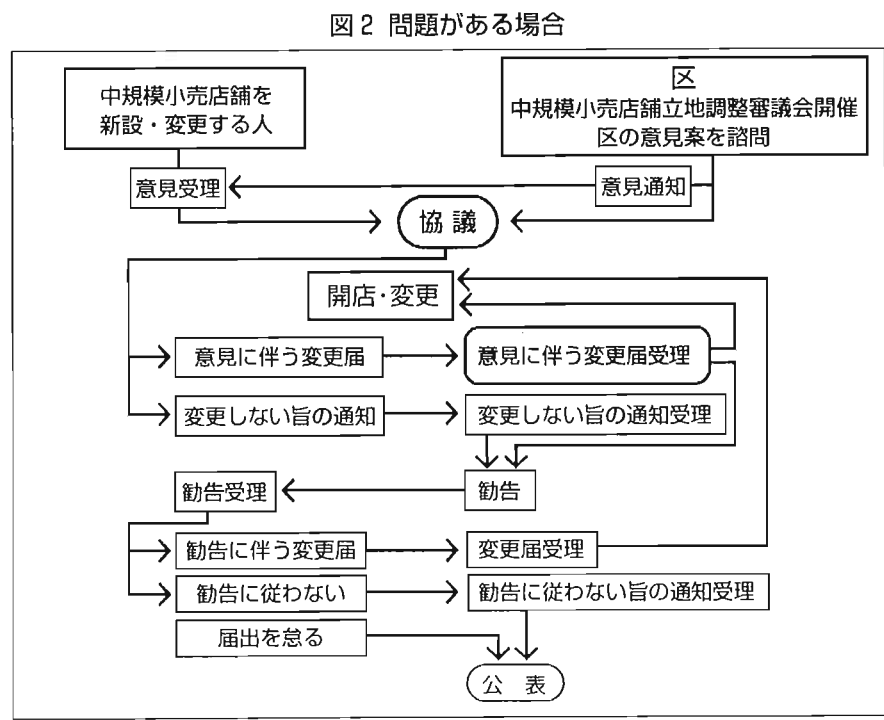 図2 問題がある場合
中規模小売店舗を
新設・変更する人
区
中規模小売店舗立地調整審議会開催
区の意見案を諮問
意見受理
意見通知
協議
開店・変更
意見に伴う変更届
意見に伴う変更届受理
変更しない旨の通知
変更しない旨の通知受理
勧告受理
勧告
勧告に伴う変更届
変更届受理
勧告に従わない
勧告に従わない旨の通知受理
届出を怠る
公 表